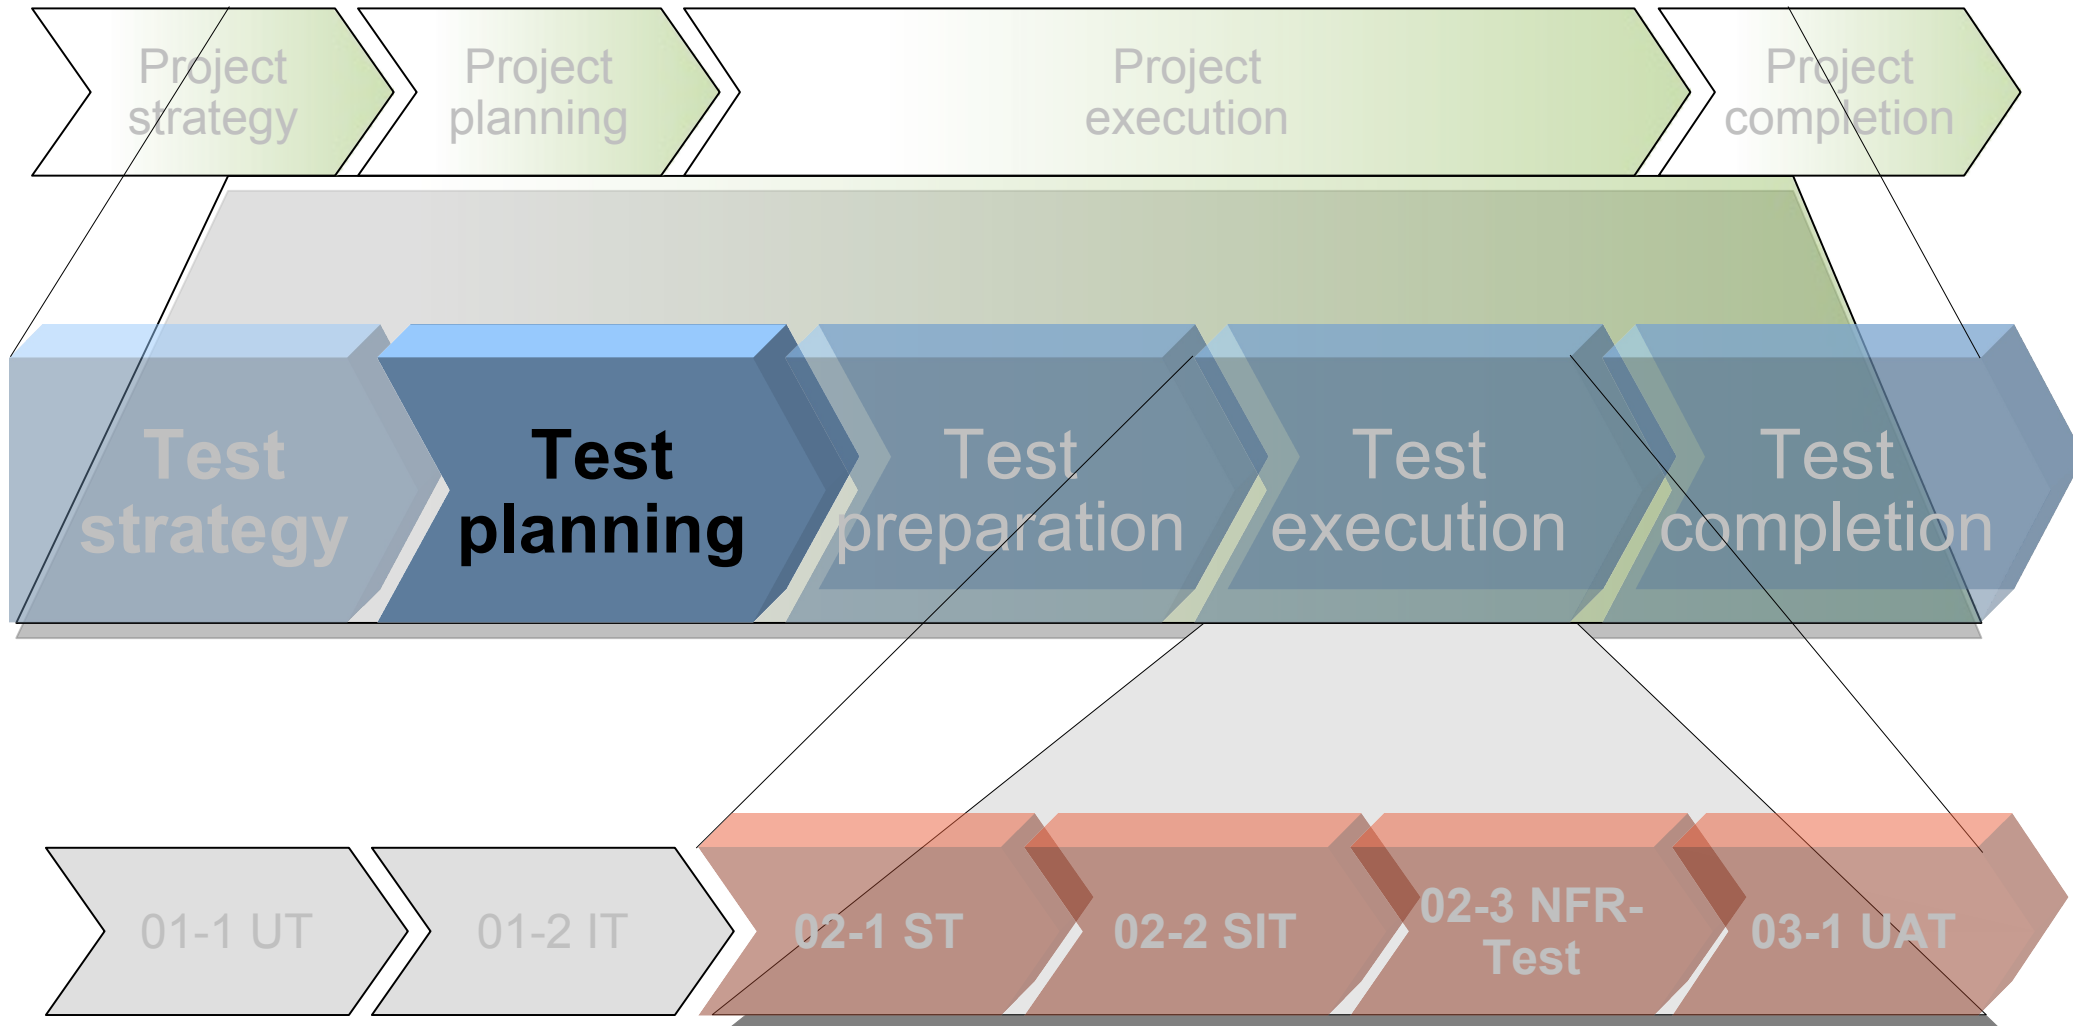 Project
strategy
Project
planning
Project
execution
Project
completion
Test
strategy
Test
planning
Test
preparation
Test
execution
Test
completion
01-1 UT
01-2 IT
02-1 ST
02-2 SIT
02-3 NFR-
Test
03-1 UAT